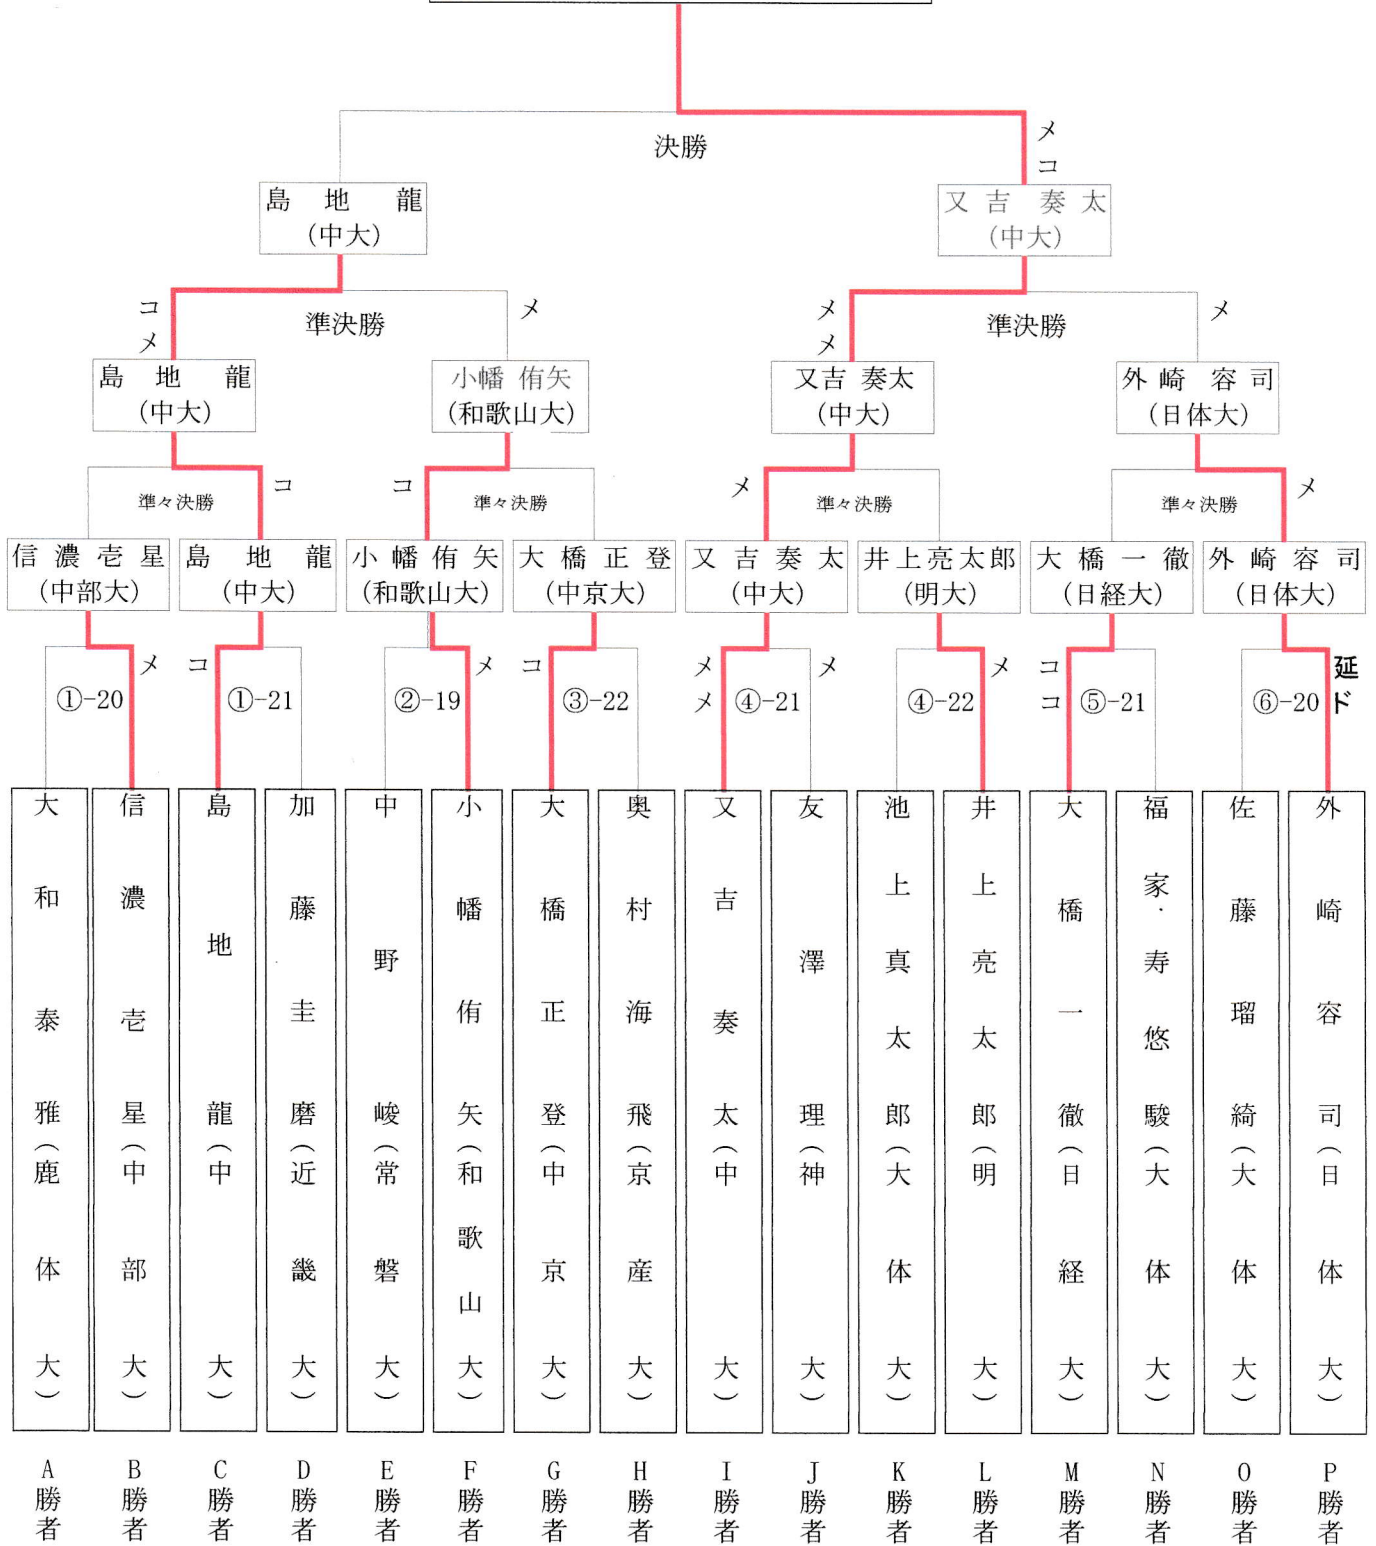 決勝
メ
コ
島地龍
(中大)
又吉奏太
(中大)
コ
メ
準決勝
メ
メ
メ
準決勝
メ
島地龍
(中大)
小幡侑矢
(和歌山大)
又吉奏太
(中大)
外崎容司
(日体大)
準々決勝
コ
コ
準々決勝
メ
準々決勝
準々決勝
メ
信濃壱星
(中部大)
島地龍
(中大)
小幡侑矢
(和歌山大)
大橋正登
(中京大)
又吉奏太
(中大)
井上亮太郎
(明大)
大橋一徹
(日経大)
外崎容司
(日体大)
①-20
メ
コ
①-21
②-19
メ
コ
③-22
メ
メ
④-21
メ
④-22
メ
コ
コ
⑤-21
⑥-20
延
ド
大和泰雅(鹿体大)
信濃壱星(中部大)
島地龍(中大)
加藤圭磨(近畿大)
中野峻(常磐大)
小幡侑矢(和歌山大)
大橋正登(中京大)
奥村海飛(京産大)
又吉奏太(中大)
友澤理(神大)
池上真太郎(大体大)
井上亮太郎(明大)
大橋一徹(日経大)
福家・寿悠駿(大体大)
佐藤瑠綺(大体大)
外崎容司(日体大)
A勝者
B勝者
C勝者
D勝者
E勝者
F勝者
G勝者
H勝者
I勝者
J勝者
K勝者
L勝者
M勝者
N勝者
O勝者
P勝者